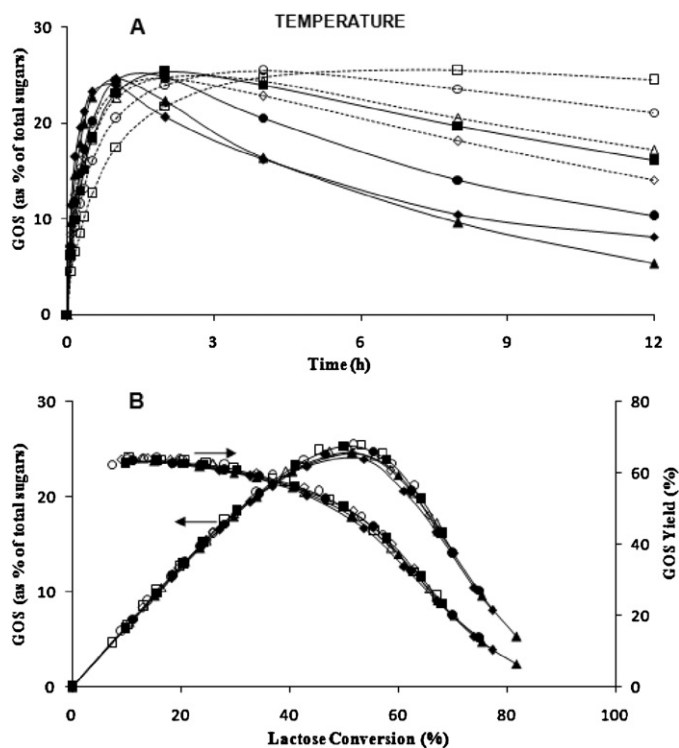 TEMPERATURE
A
GOS (as % of total sugars)
30
20
10
0
0 3 6 9 12
Time (h)
B
GOS (as % of total sugars)
30
20
10
0
80
60
40
20
0
GOS Yield (%)
0 20 40 60 80 100
Lactose Conversion (%)